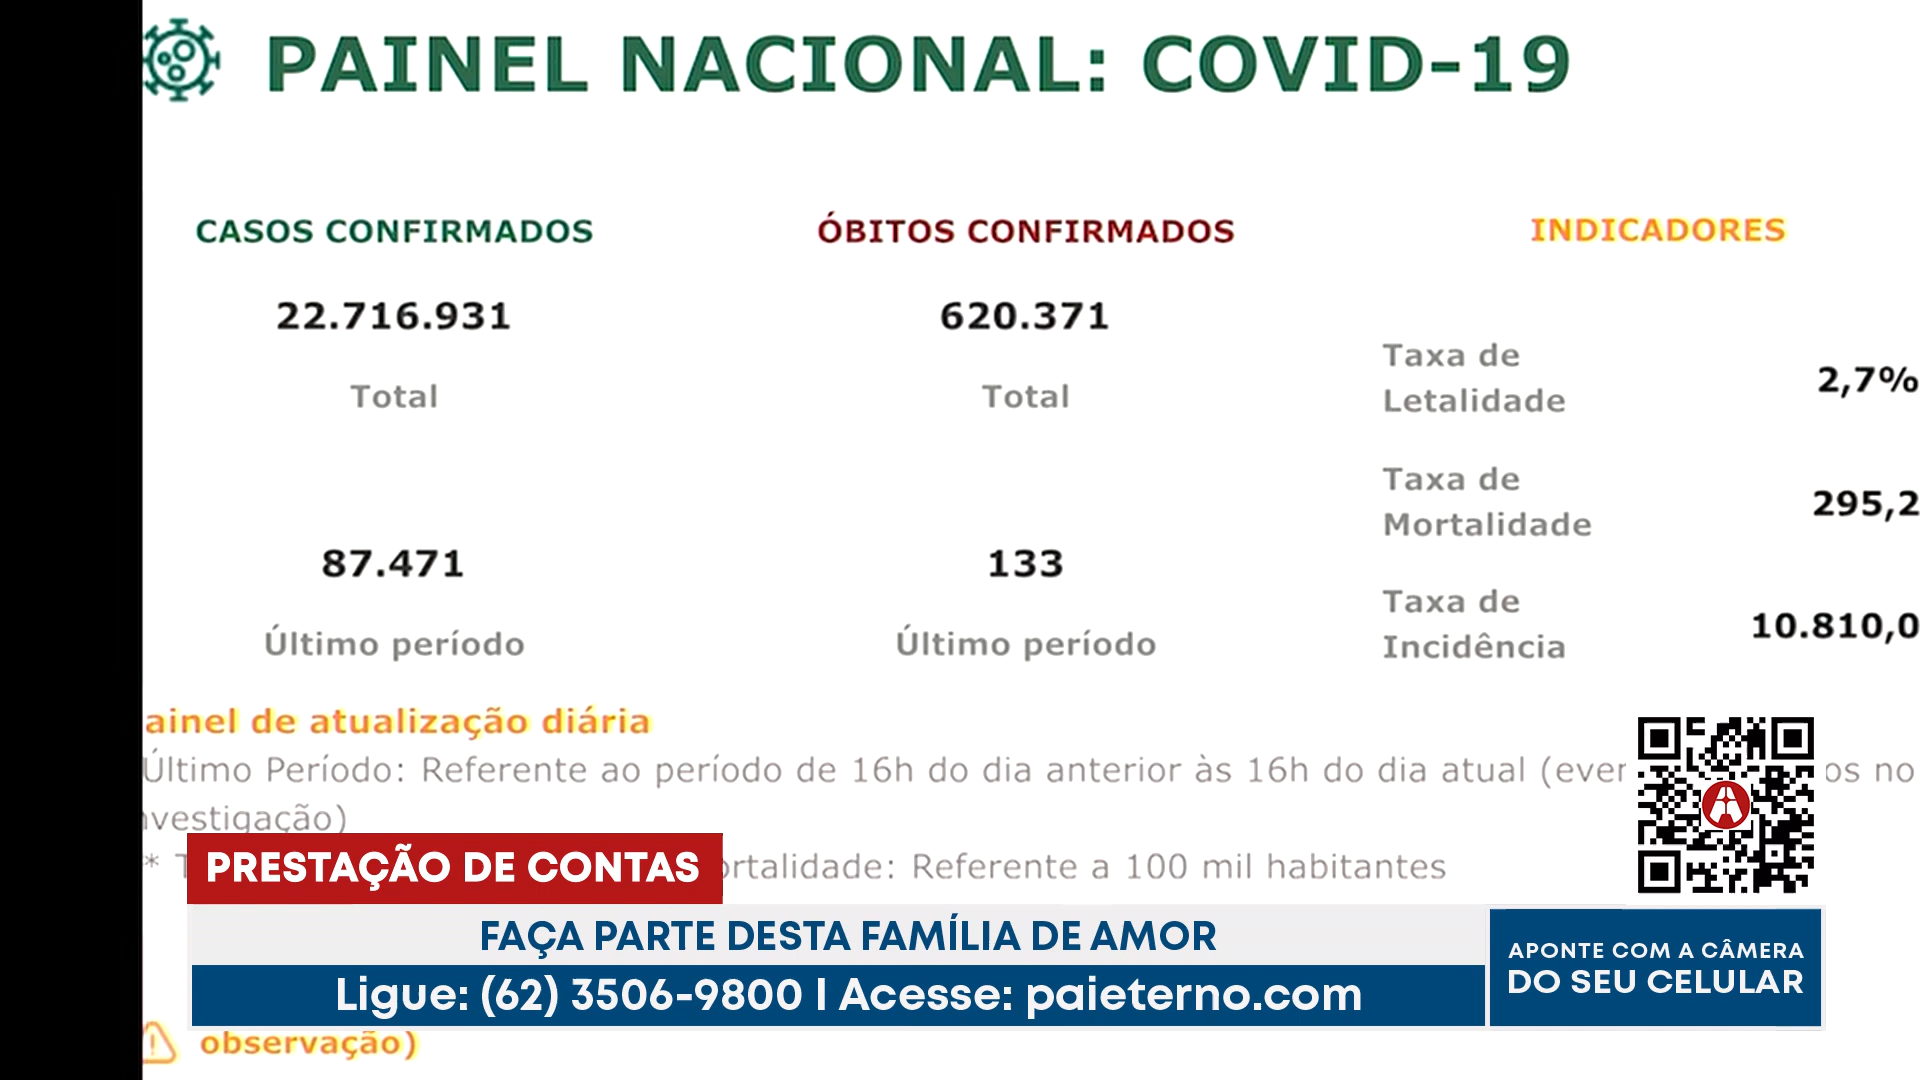 PAINEL NACIONAL: COVID-19
CASOS CONFIRMADOS
22.716.931
Total
87.471
Último período
ÓBITOS CONFIRMADOS
620.371
Total
133
Último período
INDICADORES
Taxa de
Letalidade
2,7%
Taxa de
Mortalidade
295,2
Taxa de
Incidência
10.810,0
ainel de atualização diária
Último Período: Referente ao período de 16h do dia anterior às 16h do dia atual (ever os no
nvestigação)
* T ortalidade: Referente a 100 mil habitantes
PRESTAÇÃO DE CONTAS
FAÇA PARTE DESTA FAMÍLIA DE AMOR
Ligue: (62) 3506-9800 | Acesse: paieterno.com
APONTE COM A CÂMERA
DO SEU CELULAR
observação)